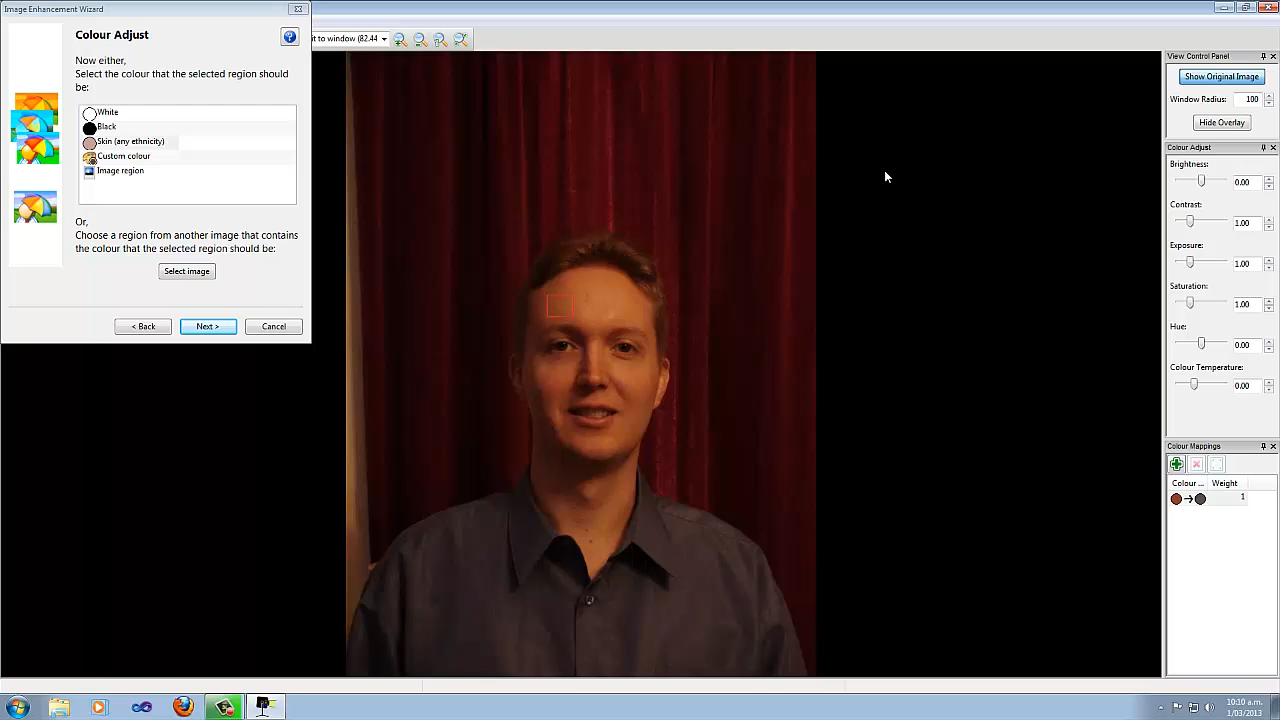 Image Enhancement Wizard
Colour Adjust
Now either,
Select the colour that the selected region should
be:
White
Black
Skin (any ethnicity)
Custom colour
Image region
Or,
Choose a region from another image that contains
the colour that the selected region should be:
Select image
< Back
Next >
Cancel
it to window (82.44
View Control Panel
Show Original Image
Window Radius: 100
Hide Overlay
Colour Adjust
Brightness:
0.00
Contrast:
1.00
Exposure:
1.00
Saturation:
1.00
Hue:
0.00
Colour Temperature:
0.00
Colour Mappings
Colour ... Weight
1
10:10 a.m.
1/03/2013